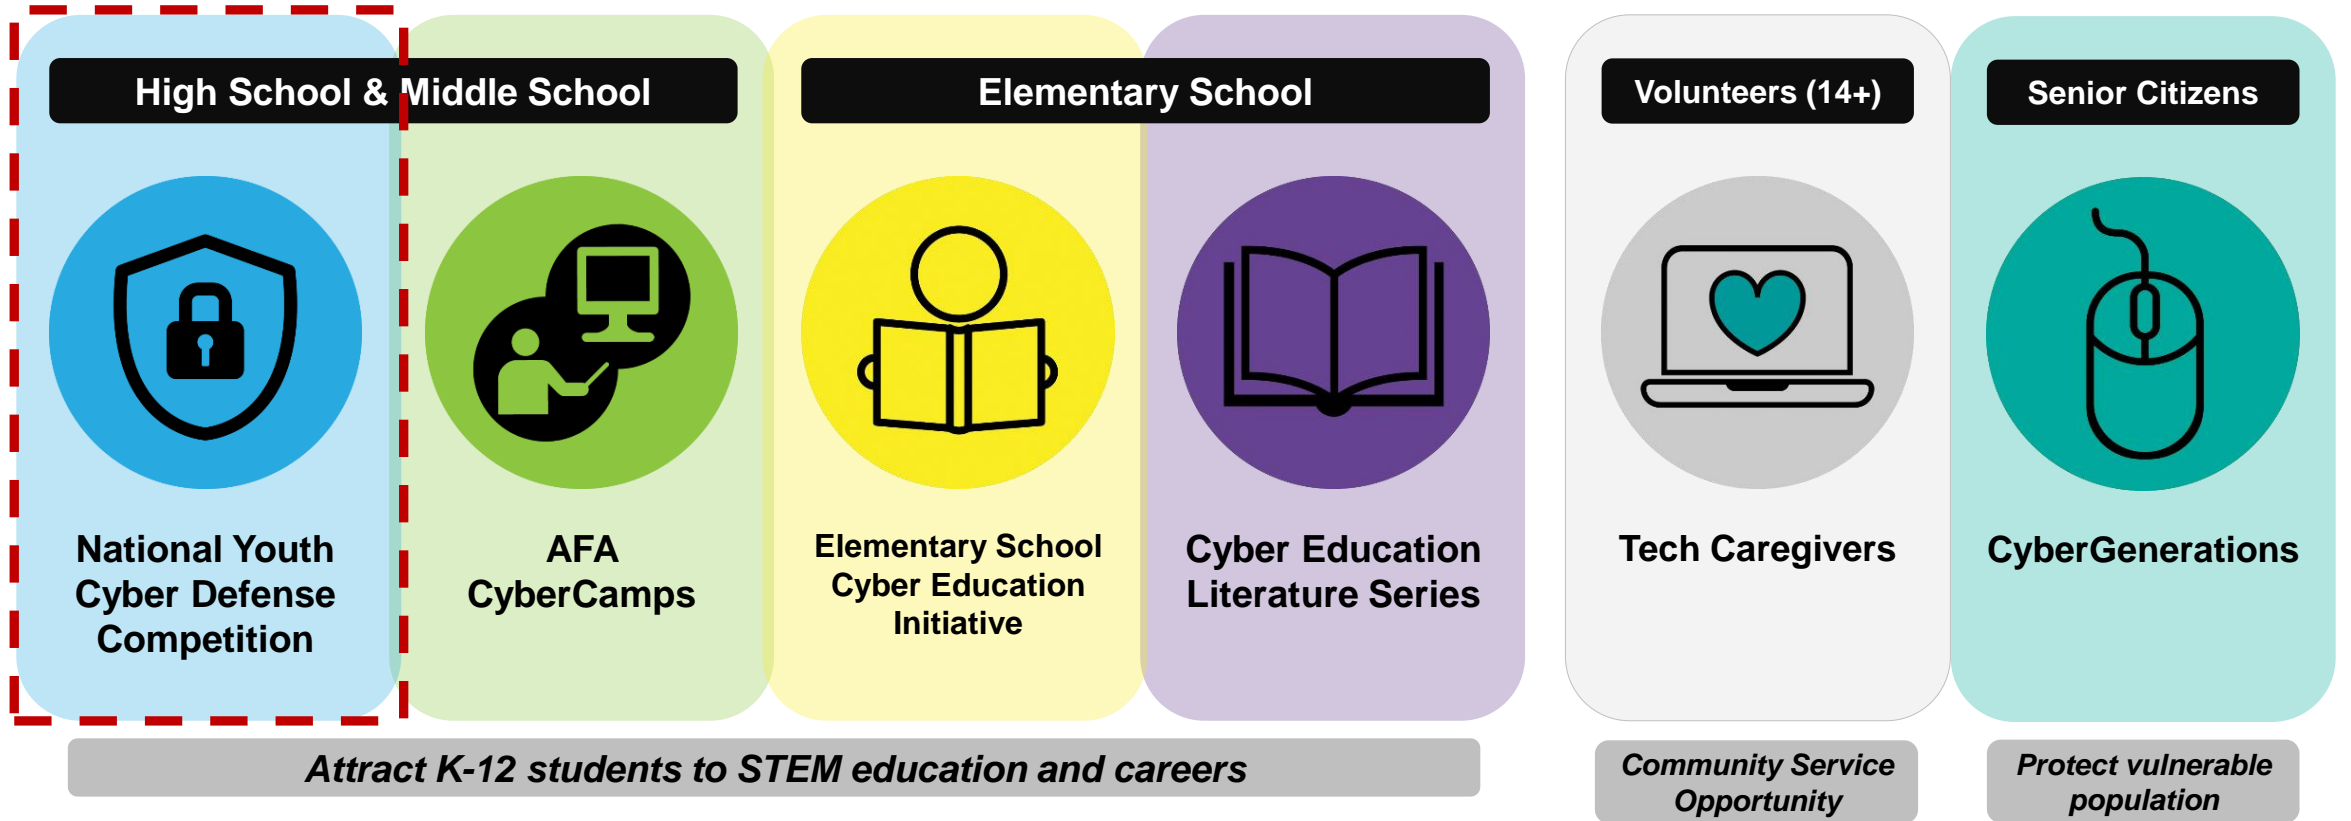 High School & Middle School
Elementary School
Volunteers (14+)
Senior Citizens
National Youth
Cyber Defense
Competition
AFA
CyberCamps
Elementary School
Cyber Education
Initiative
Cyber Education
Literature Series
Tech Caregivers
CyberGenerations
Attract K-12 students to STEM education and careers
Community Service
Opportunity
Protect vulnerable
population